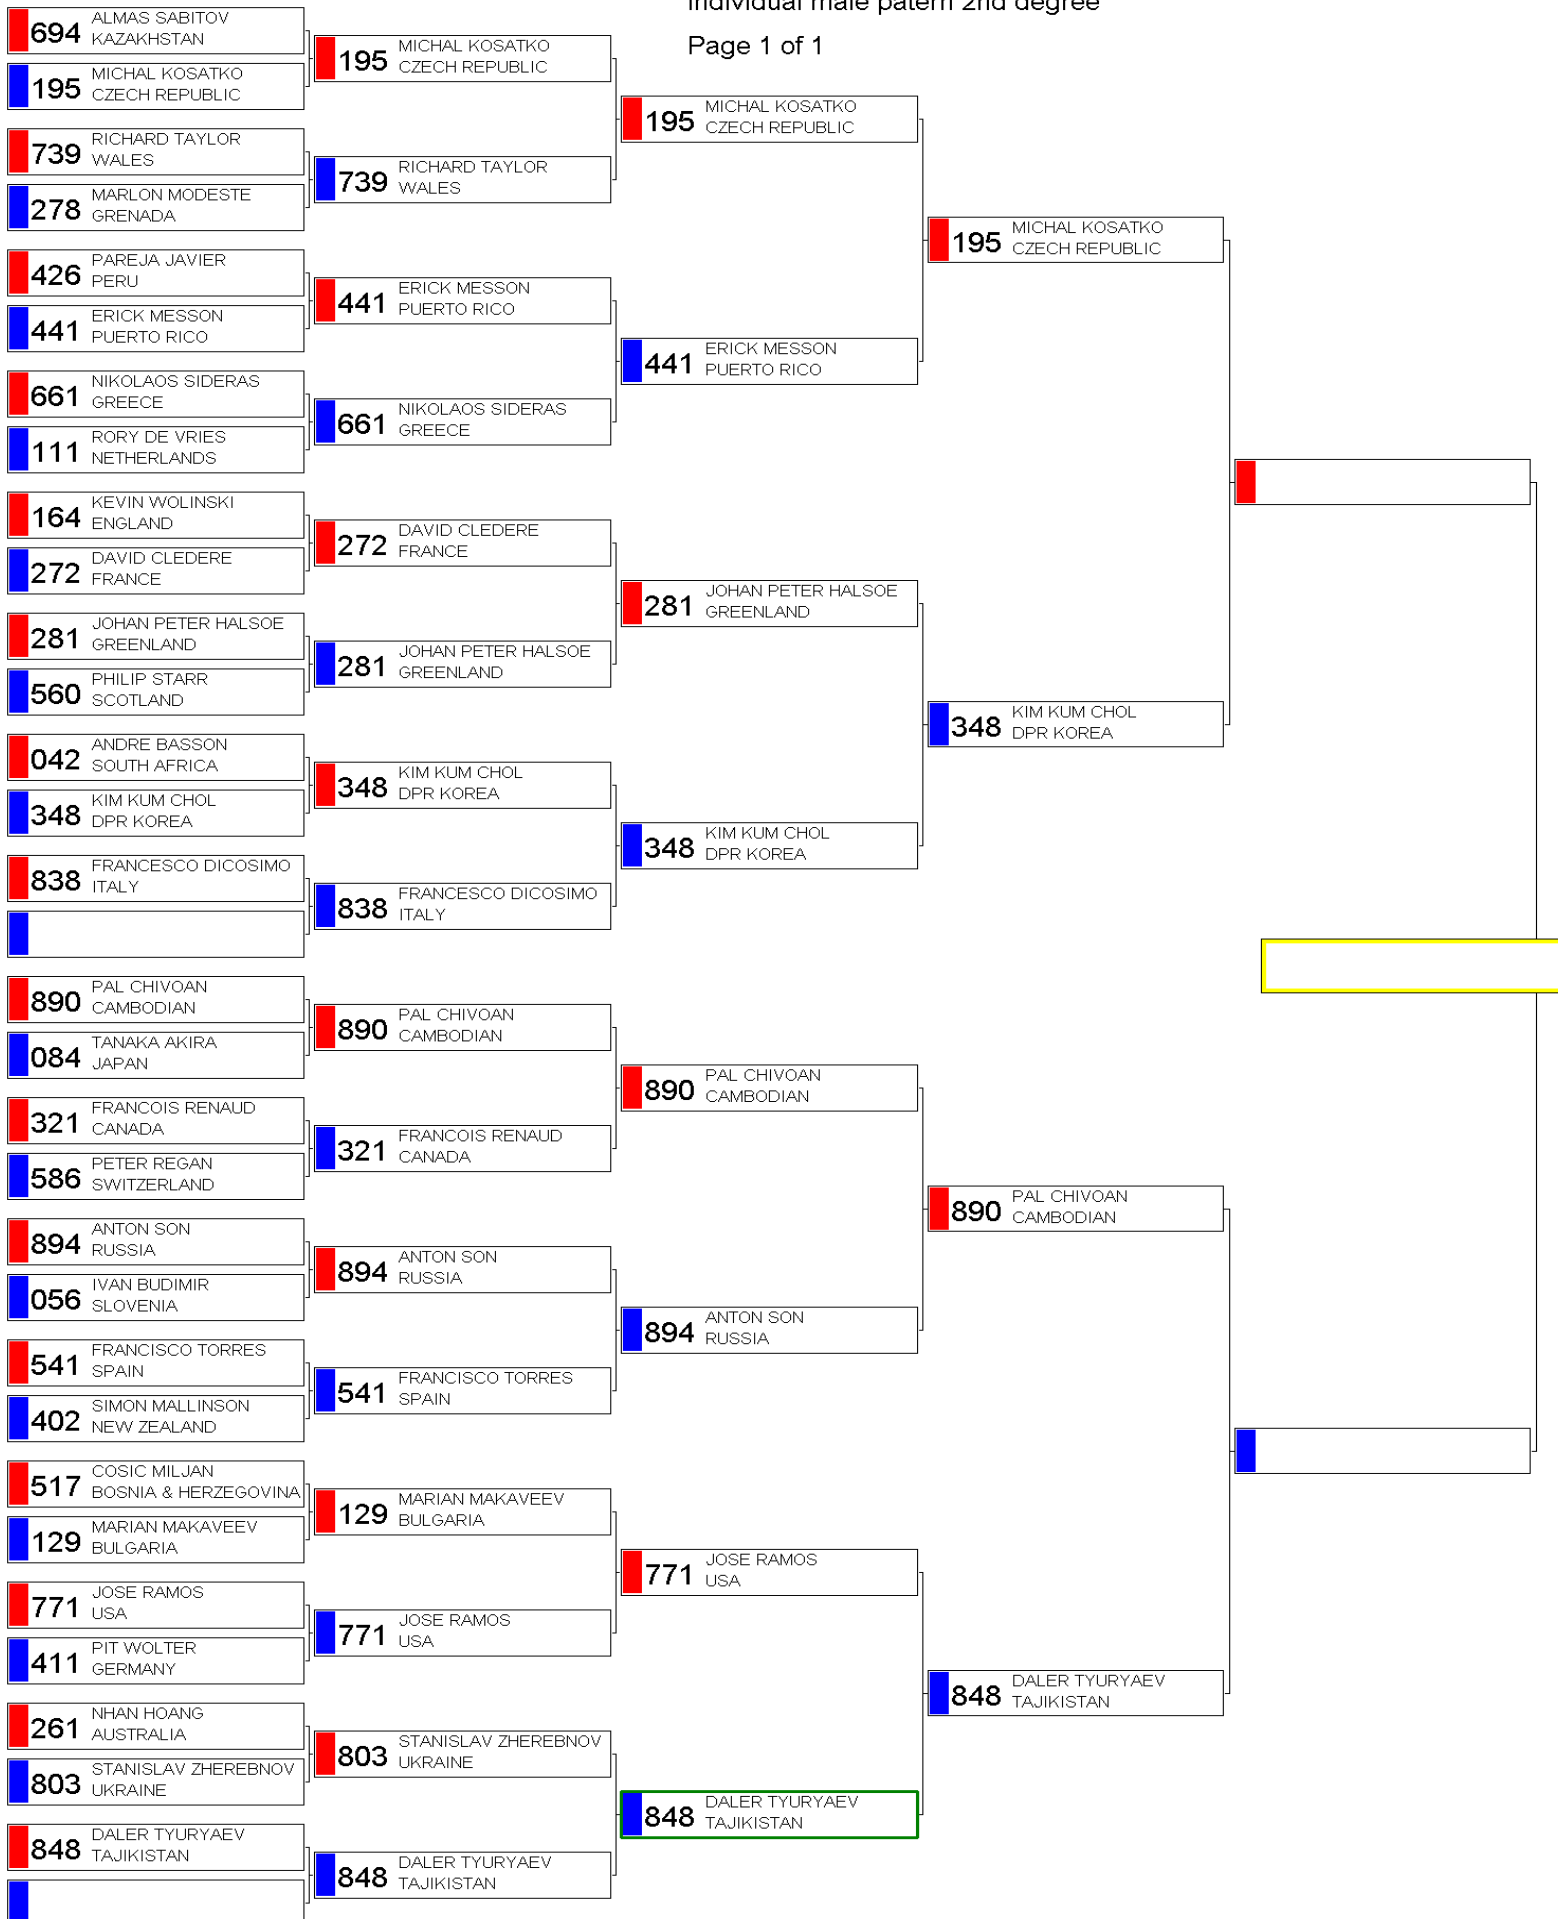 individual male patern 2nd degree
Page 1 of 1
694 ALMAS SABITOV
KAZAKHSTAN
195 MICHAL KOSATKO
CZECH REPUBLIC
739 RICHARD TAYLOR
WALES
278 MARLON MODESTE
GRENADA
426 PAREJA JAVIER
PERU
441 ERICK MESSON
PUERTO RICO
661 NIKOLAOS SIDERAS
GREECE
111 RORY DE VRIES
NETHERLANDS
164 KEVIN WOLINSKI
ENGLAND
272 DAVID CLEDERE
FRANCE
281 JOHAN PETER HALSOE
GREENLAND
560 PHILIP STARR
SCOTLAND
042 ANDRE BASSON
SOUTH AFRICA
348 KIM KUM CHOL
DPR KOREA
838 FRANCESCO DICOSIMO
ITALY
890 PAL CHIVOAN
CAMBODIAN
084 TANAKA AKIRA
JAPAN
321 FRANCOIS RENAUD
CANADA
586 PETER REGAN
SWITZERLAND
894 ANTON SON
RUSSIA
056 IVAN BUDIMIR
SLOVENIA
541 FRANCISCO TORRES
SPAIN
402 SIMON MALLINSON
NEW ZEALAND
517 COSIC MILJAN
BOSNIA & HERZEGOVINA
129 MARIAN MAKAVEEV
BULGARIA
771 JOSE RAMOS
USA
411 PIT WOLTER
GERMANY
261 NHAN HOANG
AUSTRALIA
803 STANISLAV ZHEREBNOV
UKRAINE
848 DALER TYURYAEV
TAJIKISTAN
195 MICHAL KOSATKO
CZECH REPUBLIC
739 RICHARD TAYLOR
WALES
441 ERICK MESSON
PUERTO RICO
661 NIKOLAOS SIDERAS
GREECE
272 DAVID CLEDERE
FRANCE
281 JOHAN PETER HALSOE
GREENLAND
348 KIM KUM CHOL
DPR KOREA
838 FRANCESCO DICOSIMO
ITALY
890 PAL CHIVOAN
CAMBODIAN
321 FRANCOIS RENAUD
CANADA
894 ANTON SON
RUSSIA
541 FRANCISCO TORRES
SPAIN
129 MARIAN MAKAVEEV
BULGARIA
771 JOSE RAMOS
USA
803 STANISLAV ZHEREBNOV
UKRAINE
848 DALER TYURYAEV
TAJIKISTAN
195 MICHAL KOSATKO
CZECH REPUBLIC
441 ERICK MESSON
PUERTO RICO
281 JOHAN PETER HALSOE
GREENLAND
348 KIM KUM CHOL
DPR KOREA
890 PAL CHIVOAN
CAMBODIAN
894 ANTON SON
RUSSIA
771 JOSE RAMOS
USA
848 DALER TYURYAEV
TAJIKISTAN
195 MICHAL KOSATKO
CZECH REPUBLIC
348 KIM KUM CHOL
DPR KOREA
890 PAL CHIVOAN
CAMBODIAN
848 DALER TYURYAEV
TAJIKISTAN